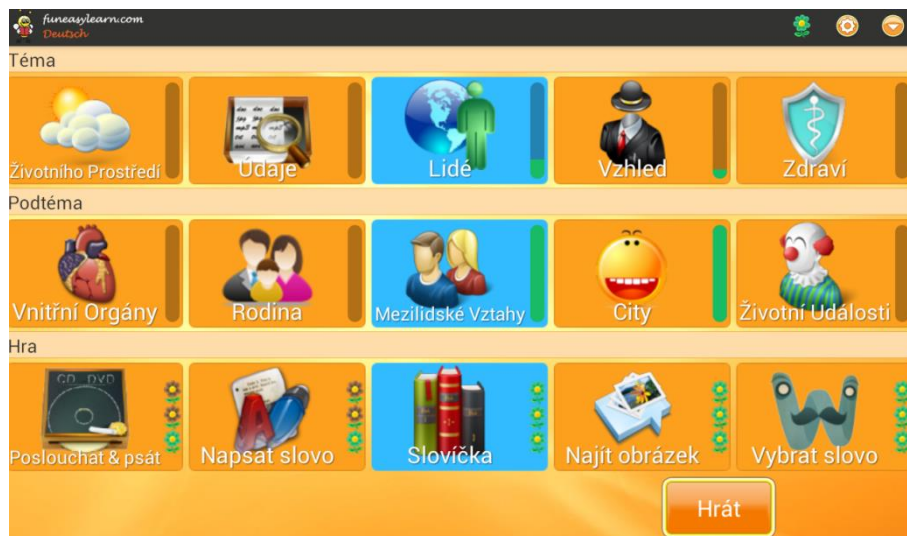 funeasylearn.com
Deutsch
Téma
Životního Prostředí
Údaje
Lidé
Vzhled
Zdraví
Podtéma
Vnitřní Orgány
Rodina
Mezilidské Vztahy
City
Životní Události
Hra
CD DVD
Poslouchat & psát
Napsat slovo
Slovíčka
Najít obrázek
Vybrat slovo
Hrát